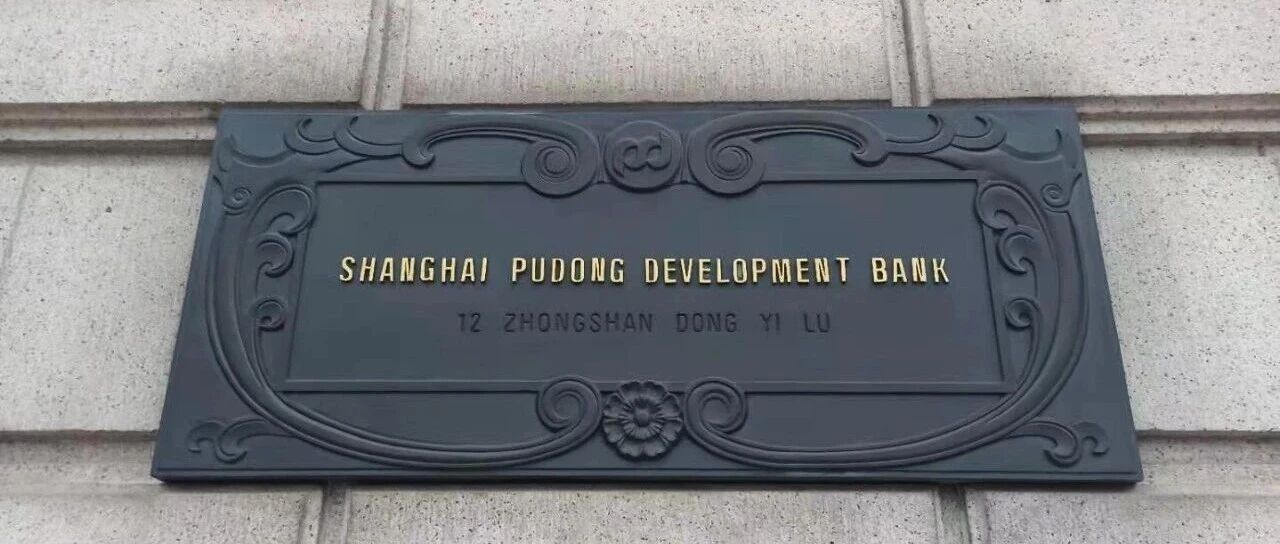 SHANGHAI PUDONG DEVELOPMENT BANK
12 ZHONGSHAN DONG YI LU